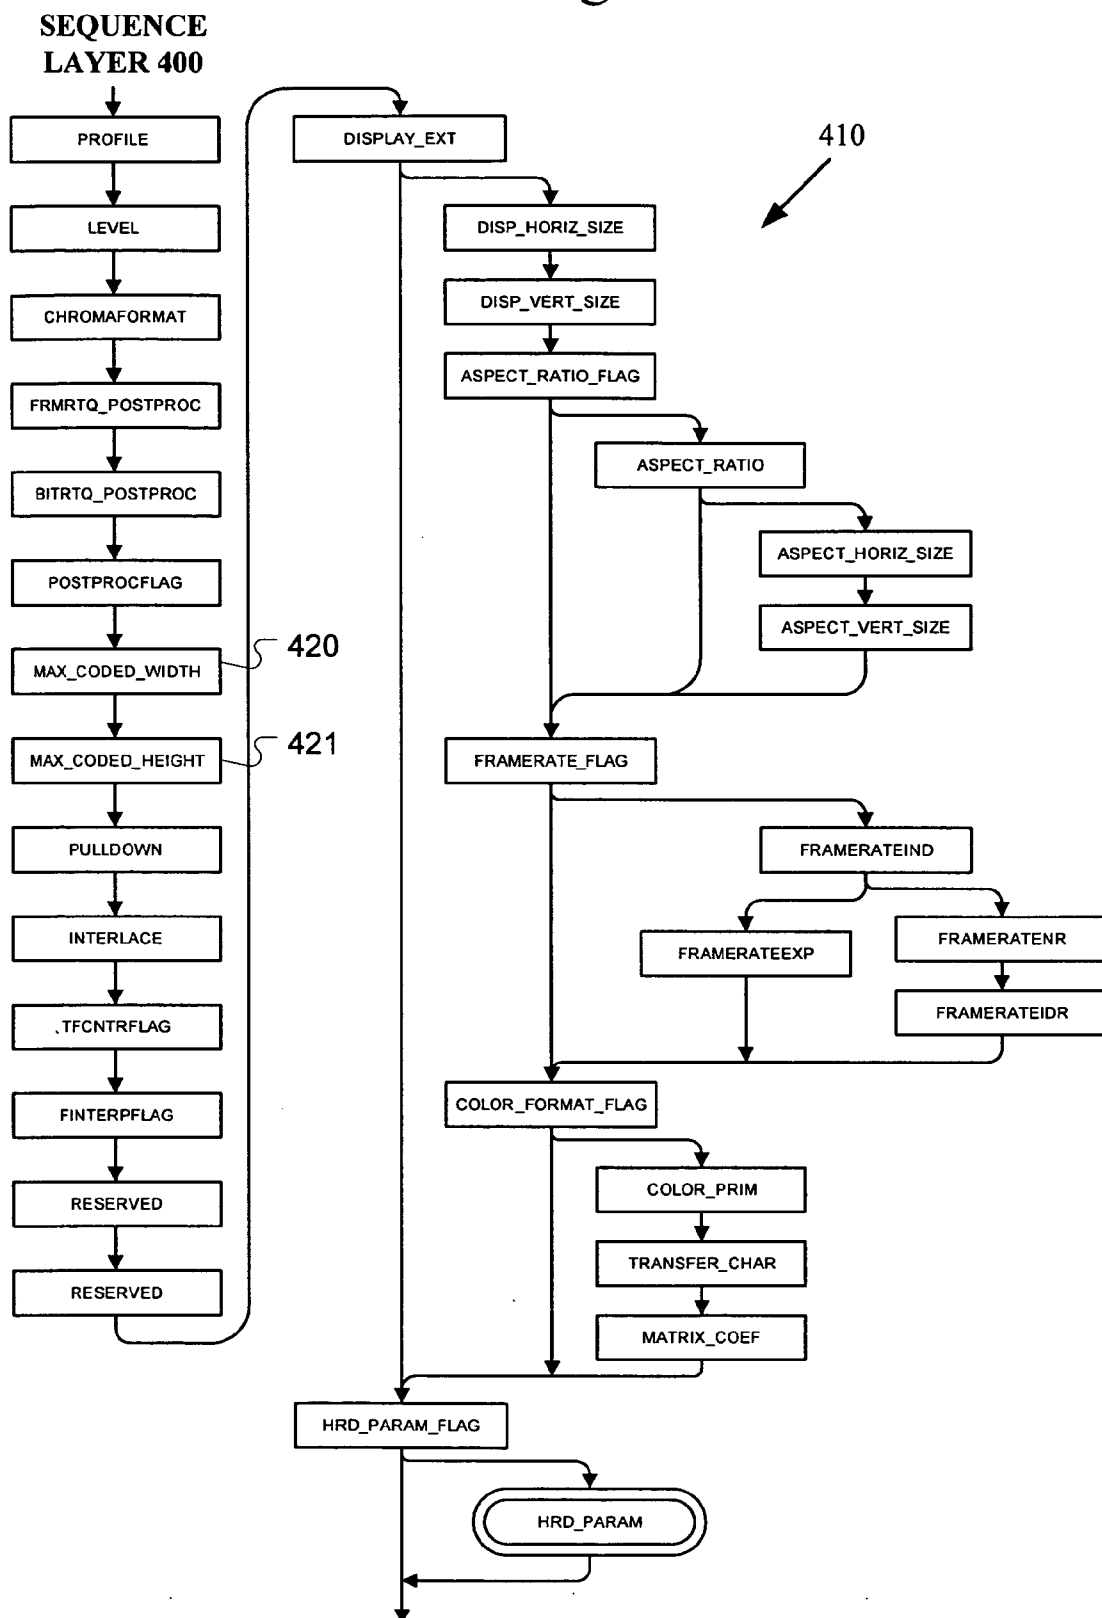 SEQUENCE
LAYER 400
PROFILE
LEVEL
CHROMAFORMAT
FRMRTQ_POSTPROC
BITRTQ_POSTPROC
POSTPROCFLAG
MAX_CODED_WIDTH
420
MAX_CODED_HEIGHT
421
PULLDOWN
INTERLACE
TFCNTRFLAG
FINTERPFLAG
RESERVED
RESERVED
DISPLAY_EXT
410
DISP_HORIZ_SIZE
DISP_VERT_SIZE
ASPECT_RATIO_FLAG
ASPECT_RATIO
ASPECT_HORIZ_SIZE
ASPECT_VERT_SIZE
FRAMERATE_FLAG
FRAMERATEIND
FRAMERATEEXP
FRAMERATENR
FRAMERATEIDR
COLOR_FORMAT_FLAG
COLOR_PRIM
TRANSFER_CHAR
MATRIX_COEF
HRD_PARAM_FLAG
HRD_PARAM